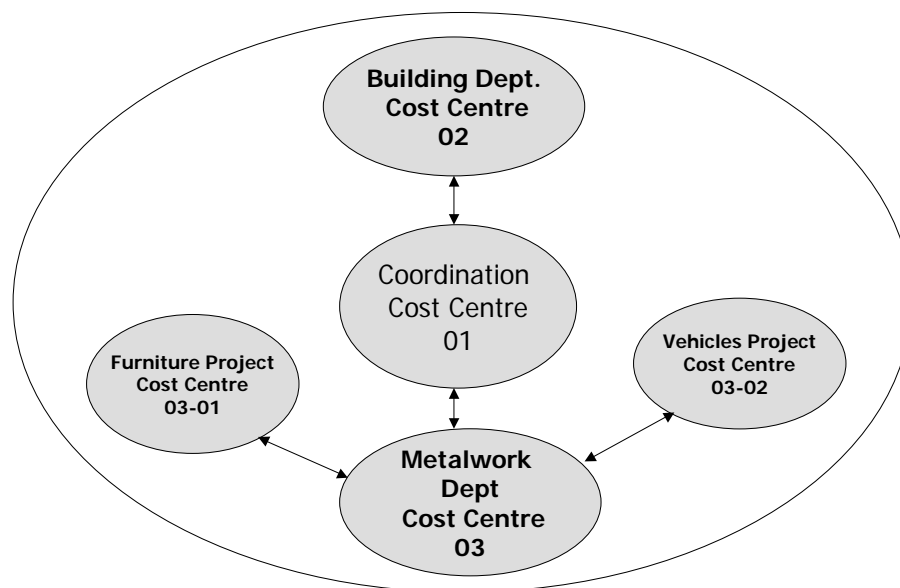 Building Dept.
Cost Centre
02
Coordination
Cost Centre
01
Furniture Project
Cost Centre
03-01
Vehicles Project
Cost Centre
03-02
Metalwork
Dept
Cost Centre
03